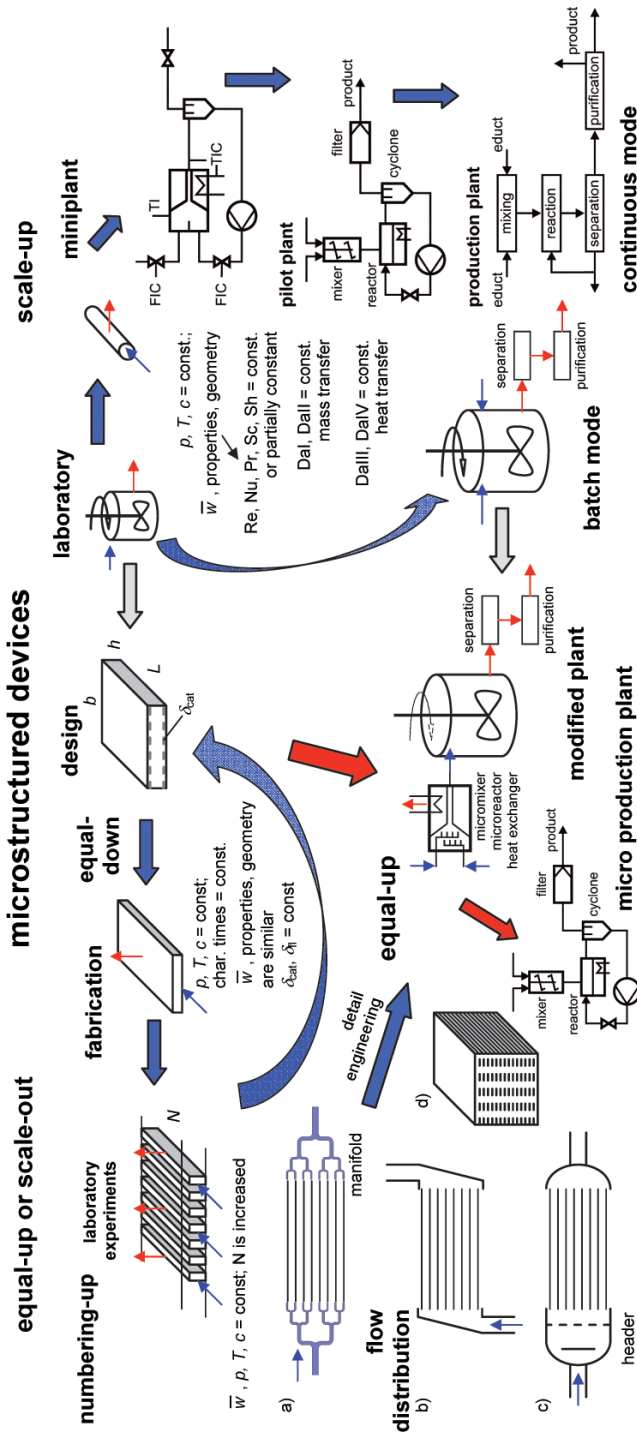 equal-up or scale-out
microstructured devices
scale-up
numbering-up
laboratory
experiments
N
w̅ , p, T, c = const; N is increased
fabrication
equal-
down
p, T, c = const;
char. times = const.
w̅ , properties, geometry
are similar
δcat, δfl = const
design
b
h
L
δcat
laboratory
p, T, c = const.;
w̅ , properties, geometry
Re, Nu, Pr, Sc, Sh = const.
or partially constant
DaI, DaII = const.
mass transfer
DaIII, DaIV = const.
heat transfer
miniplant
FIC
TI
FIC
TIC
pilot plant
mixer
reactor
filter
product
cyclone
production plant
educt
mixing
educt
reaction
separation
purification
product
continuous mode
a)
manifold
flow
distribution
b)
c)
header
d)
detail
engineering
equal-up
micromixer
microreactor
heat exchanger
separation
purification
modified plant
separation
purification
batch mode
mixer
reactor
filter
product
cyclone
micro production plant